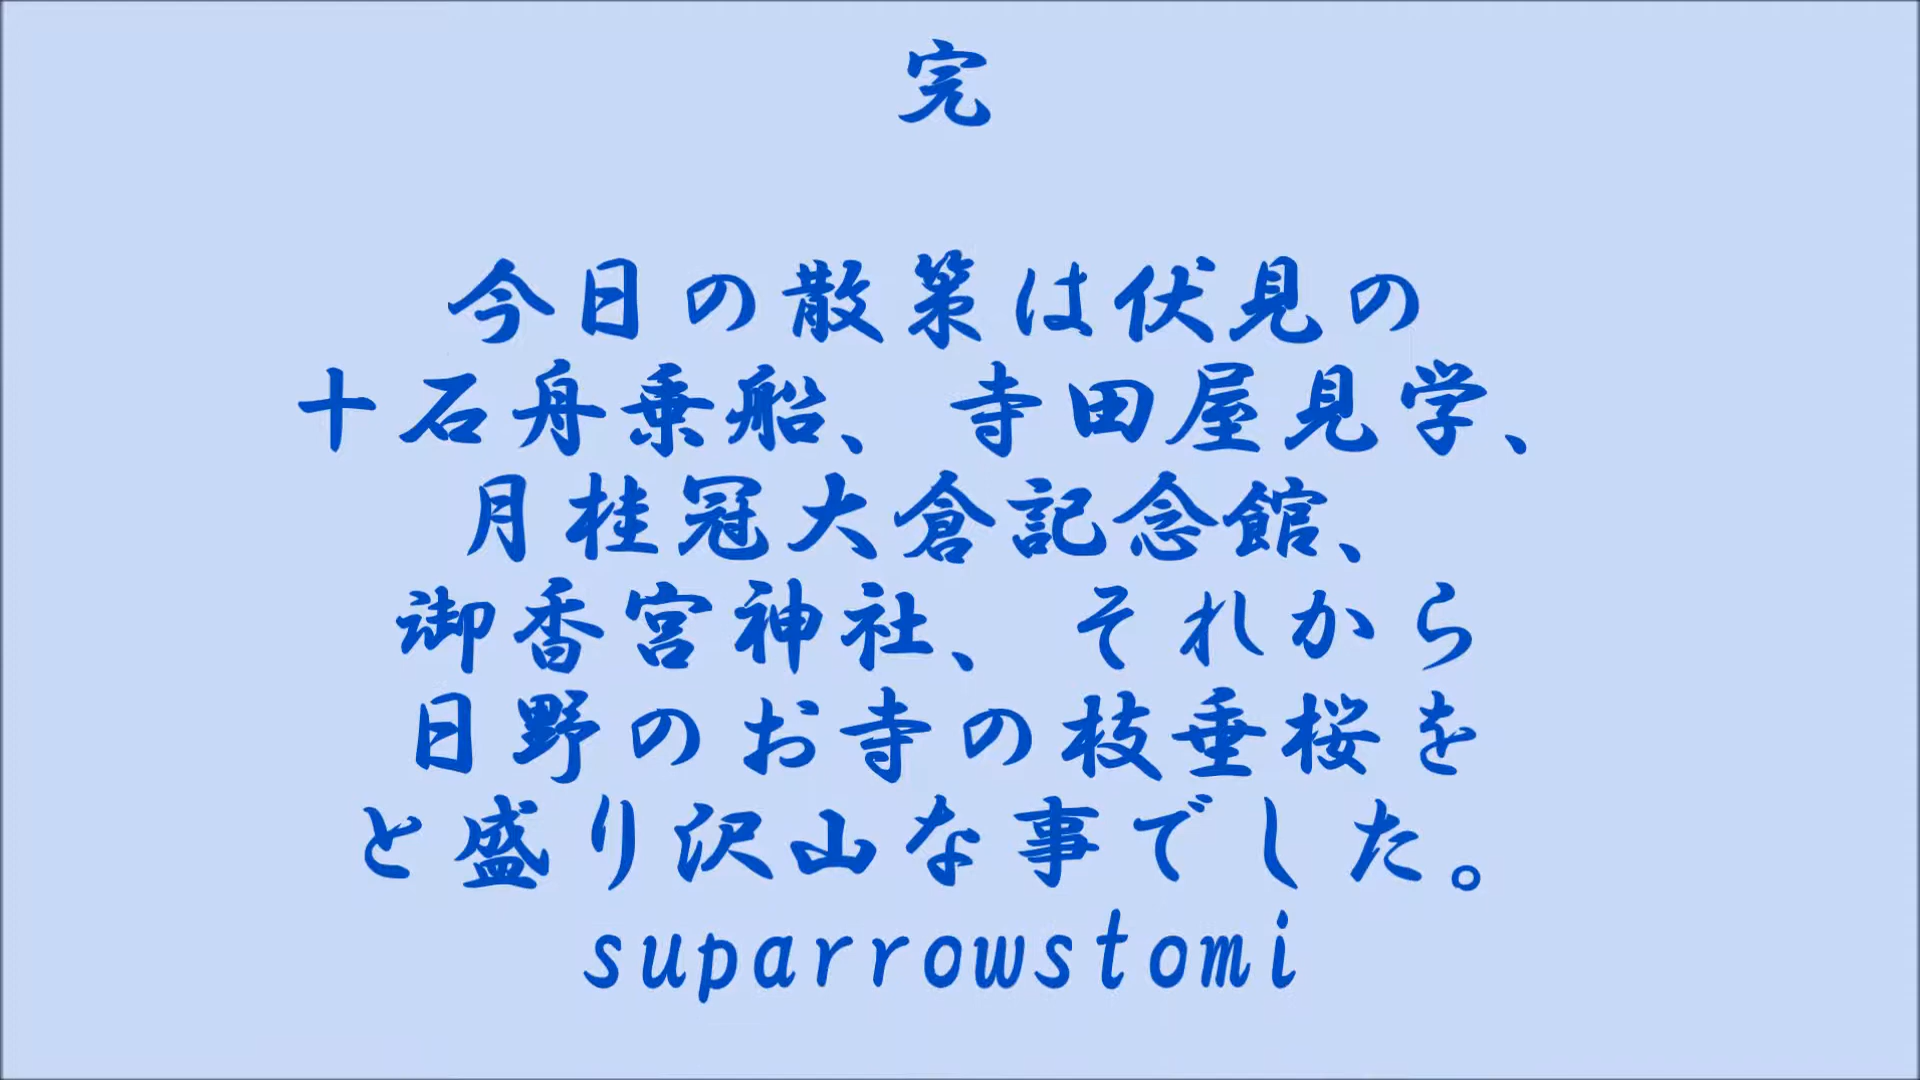 完
今日の散策は伏見の
十石舟乗船、寺田屋見学、
月桂冠大倉記念館、
御香宮神社、それから
日野のお寺の枝垂桜を
と盛り沢山な事でした。
suparrowstomi